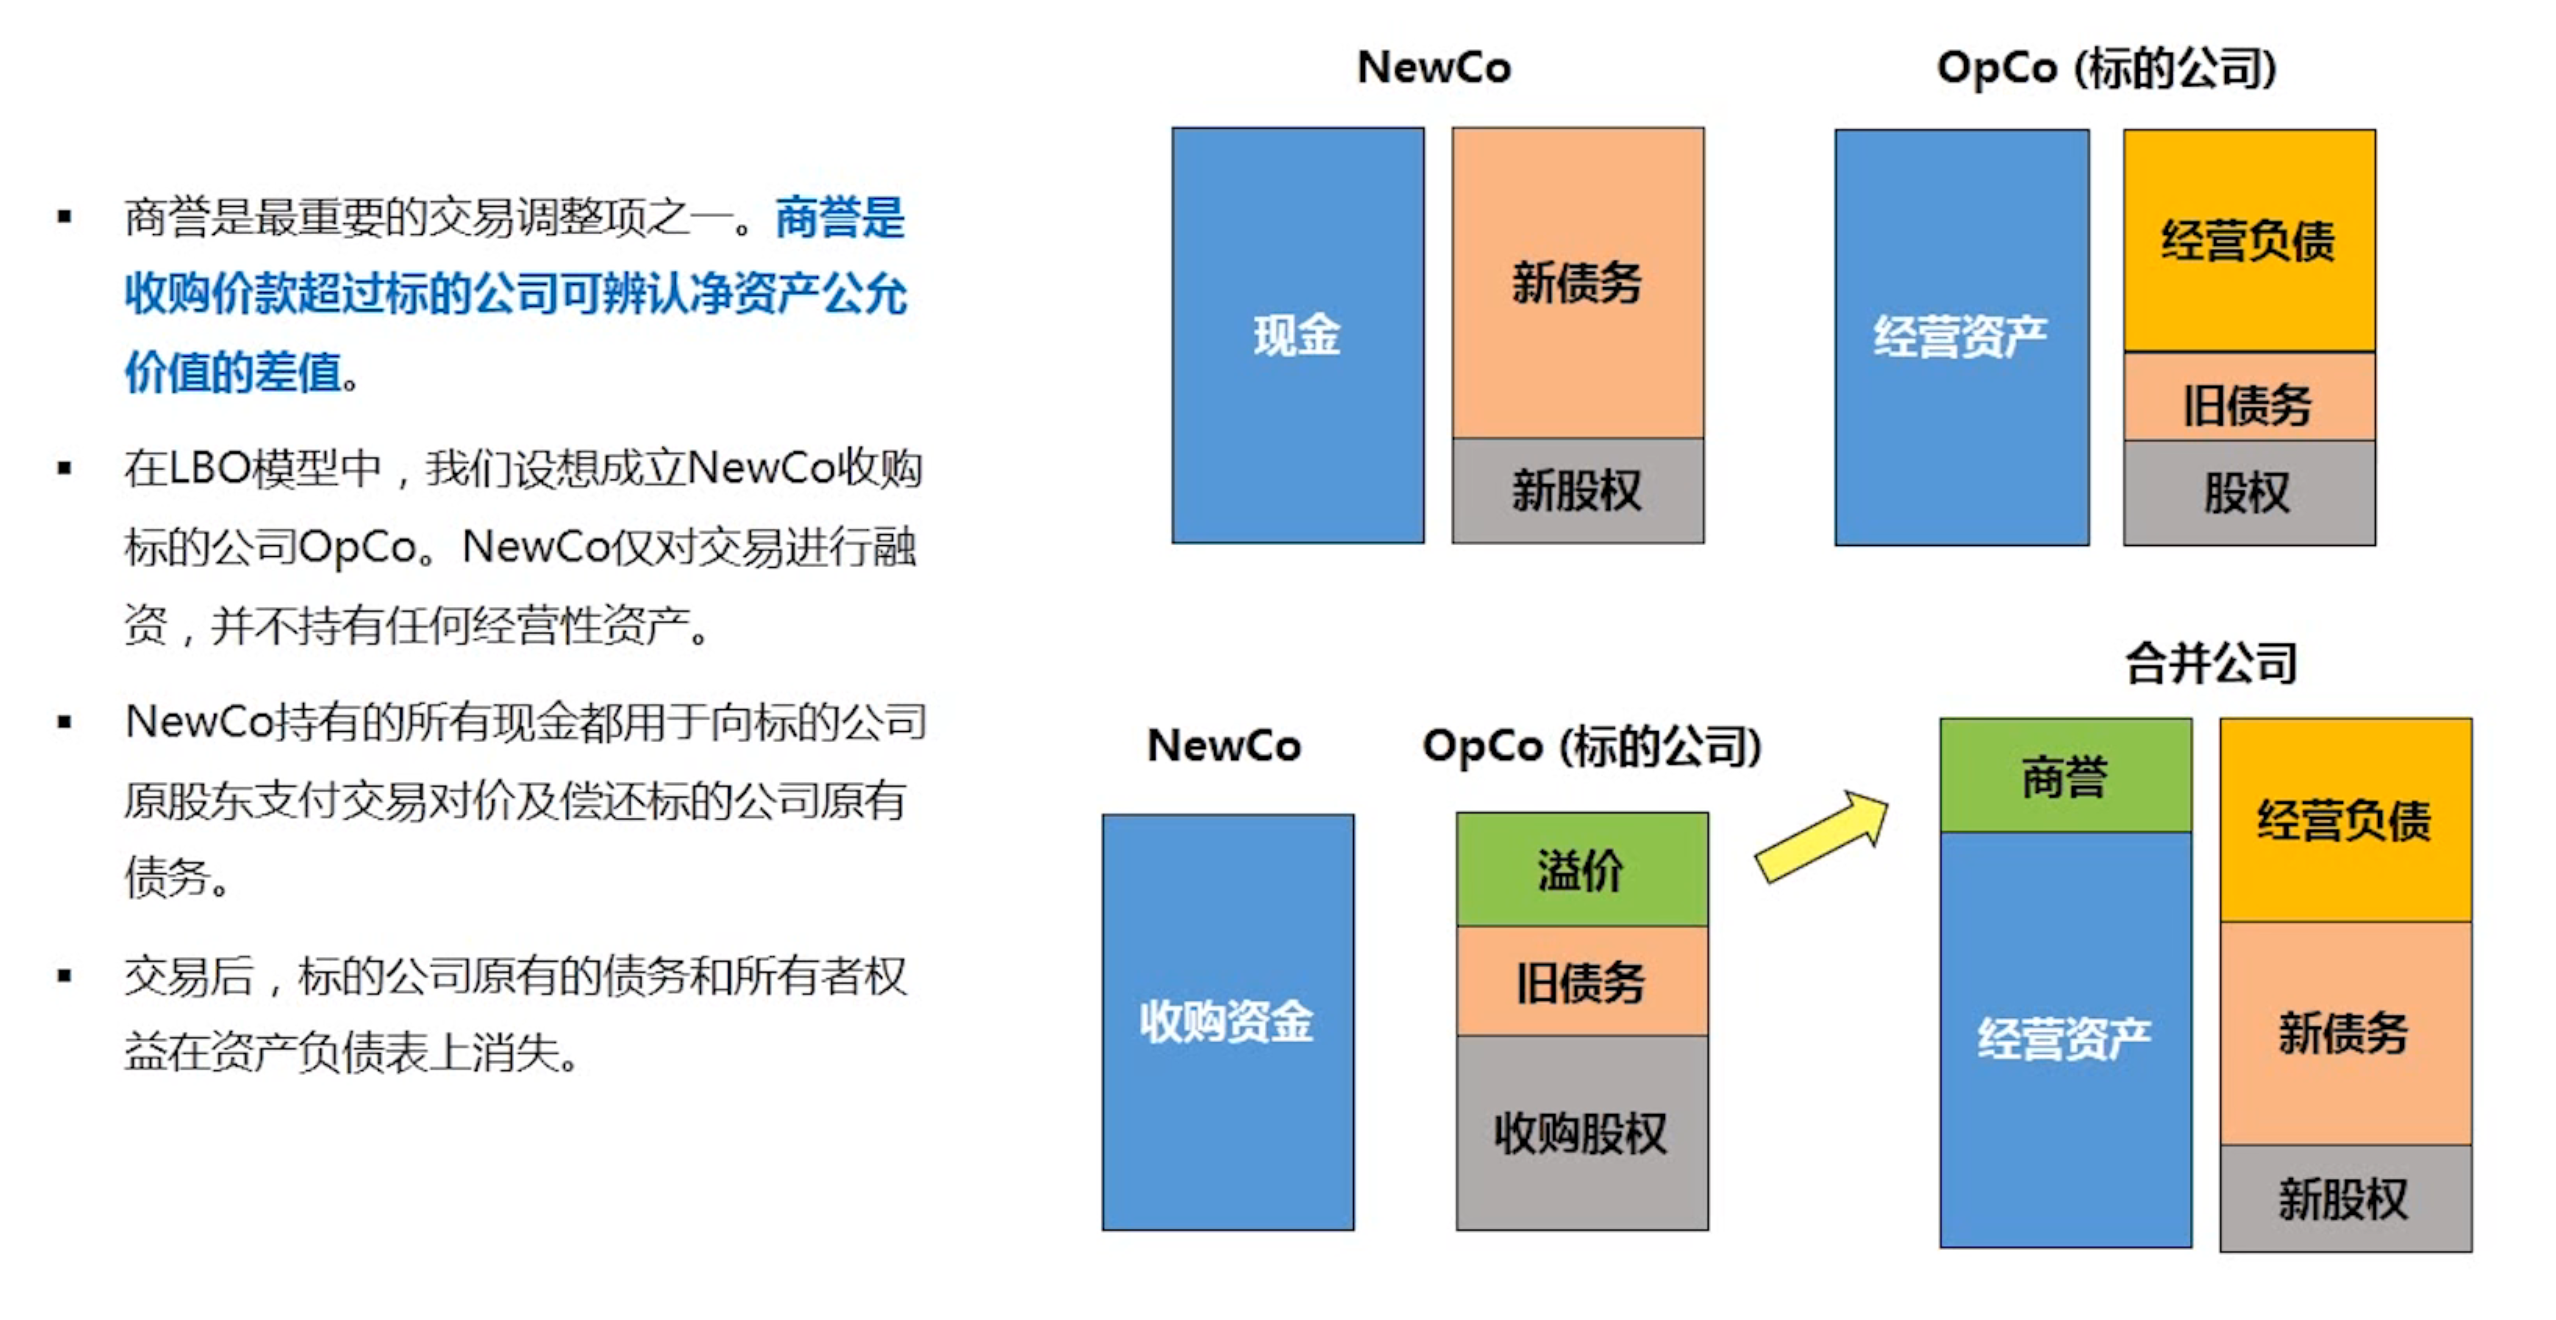 ▪ 商誉是最重要的交易调整项之一。商誉是
收购价款超过标的公司可辨认净资产公允
价值的差值。
▪ 在LBO模型中，我们设想成立NewCo收购
标的公司OpCo。NewCo仅对交易进行融
资，并不持有任何经营性资产。
▪ NewCo持有的所有现金都用于向标的公司
原股东支付交易对价及偿还标的公司原有
债务。
▪ 交易后，标的公司原有的债务和所有者权
益在资产负债表上消失。
NewCo
现金
新债务
新股权
OpCo (标的公司)
经营资产
经营负债
旧债务
股权
NewCo
收购资金
OpCo (标的公司)
溢价
旧债务
收购股权
合并公司
商誉
经营资产
经营负债
新债务
新股权